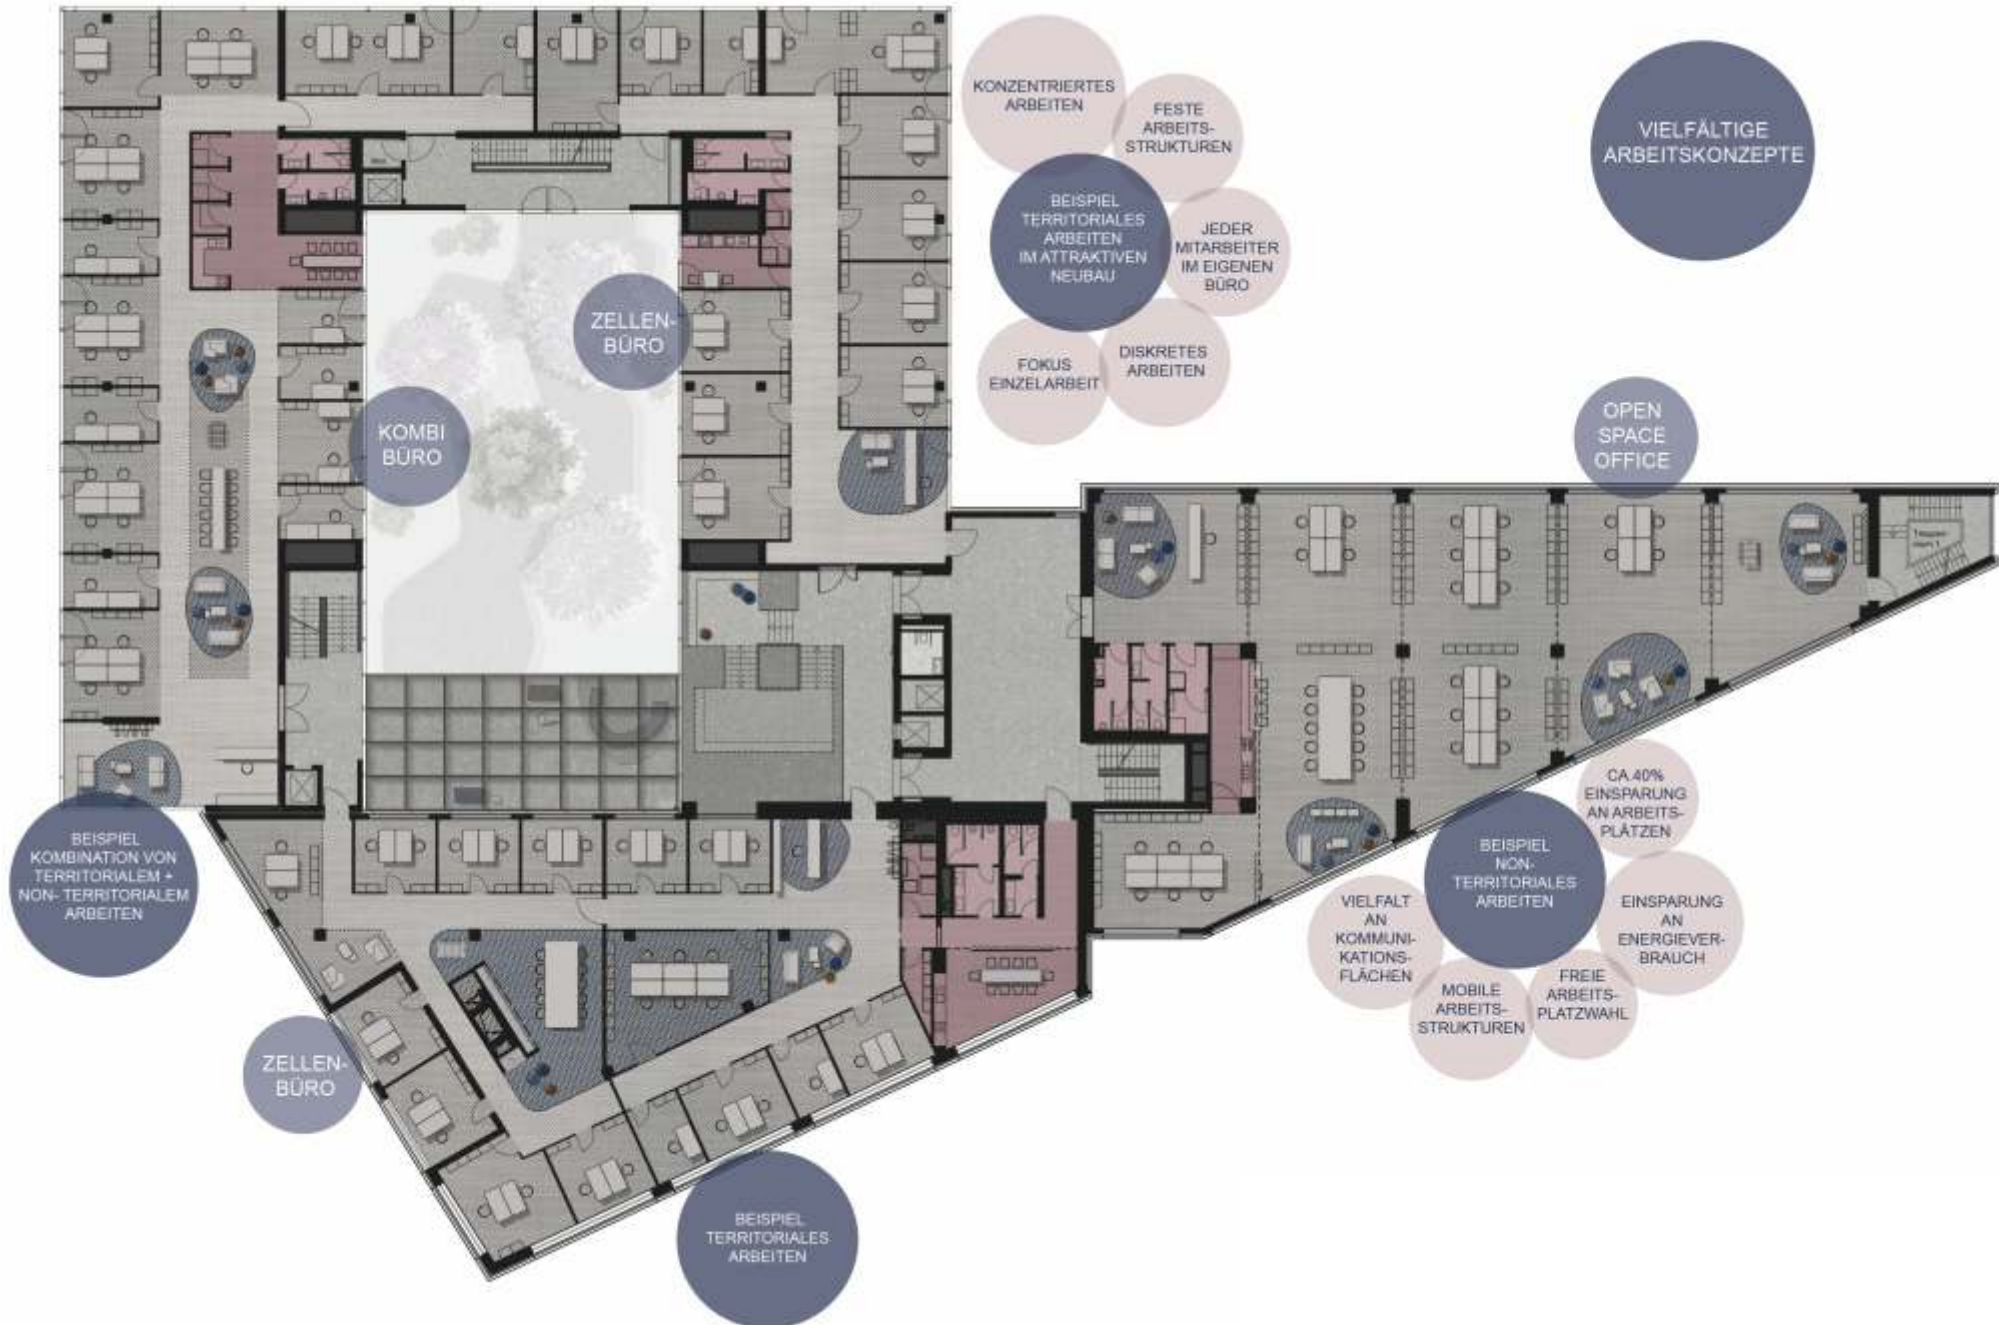 KONZENTRIERTES
ARBEITEN
FESTE
ARBEITS-
STRUKTUREN
BEISPIEL
TERRITORIALES
ARBEITEN
IM ATTRAKTIVEN
NEUBAU
JEDER
MITARBEITER
IM EIGENEN
BÜRO
FOKUS
EINZELARBEIT
DISKRETES
ARBEITEN
VIELFÄLTIGE
ARBEITSKONZEPTE
ZELLEN-
BÜRO
KOMBI
BÜRO
OPEN
SPACE
OFFICE
BEISPIEL
KOMBINATION VON
TERRITORIALEM +
NON- TERRITORIALEM
ARBEITEN
CA.40%
EINSPARUNG
AN ARBEITS-
PLÄTZEN
BEISPIEL
NON-
TERRITORIALES
ARBEITEN
VIELFALT
AN
KOMMUNI-
KATIONS-
FLÄCHEN
EINSPARUNG
AN
ENERGIEVER-
BRAUCH
MOBILE
ARBEITS-
STRUKTUREN
FREIE
ARBEITS-
PLATZWAHL
ZELLEN-
BÜRO
BEISPIEL
TERRITORIALES
ARBEITEN